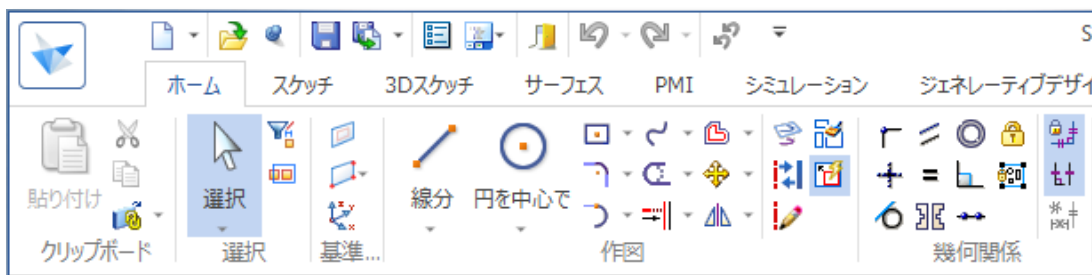 S
ホーム スケッチ 3Dスケッチ サーフェス PMI シミュレーション ジェネレーティブデザイ
貼り付け 選択 線分 円を中心で
クリップボード 選択 基準... 作図 幾何関係